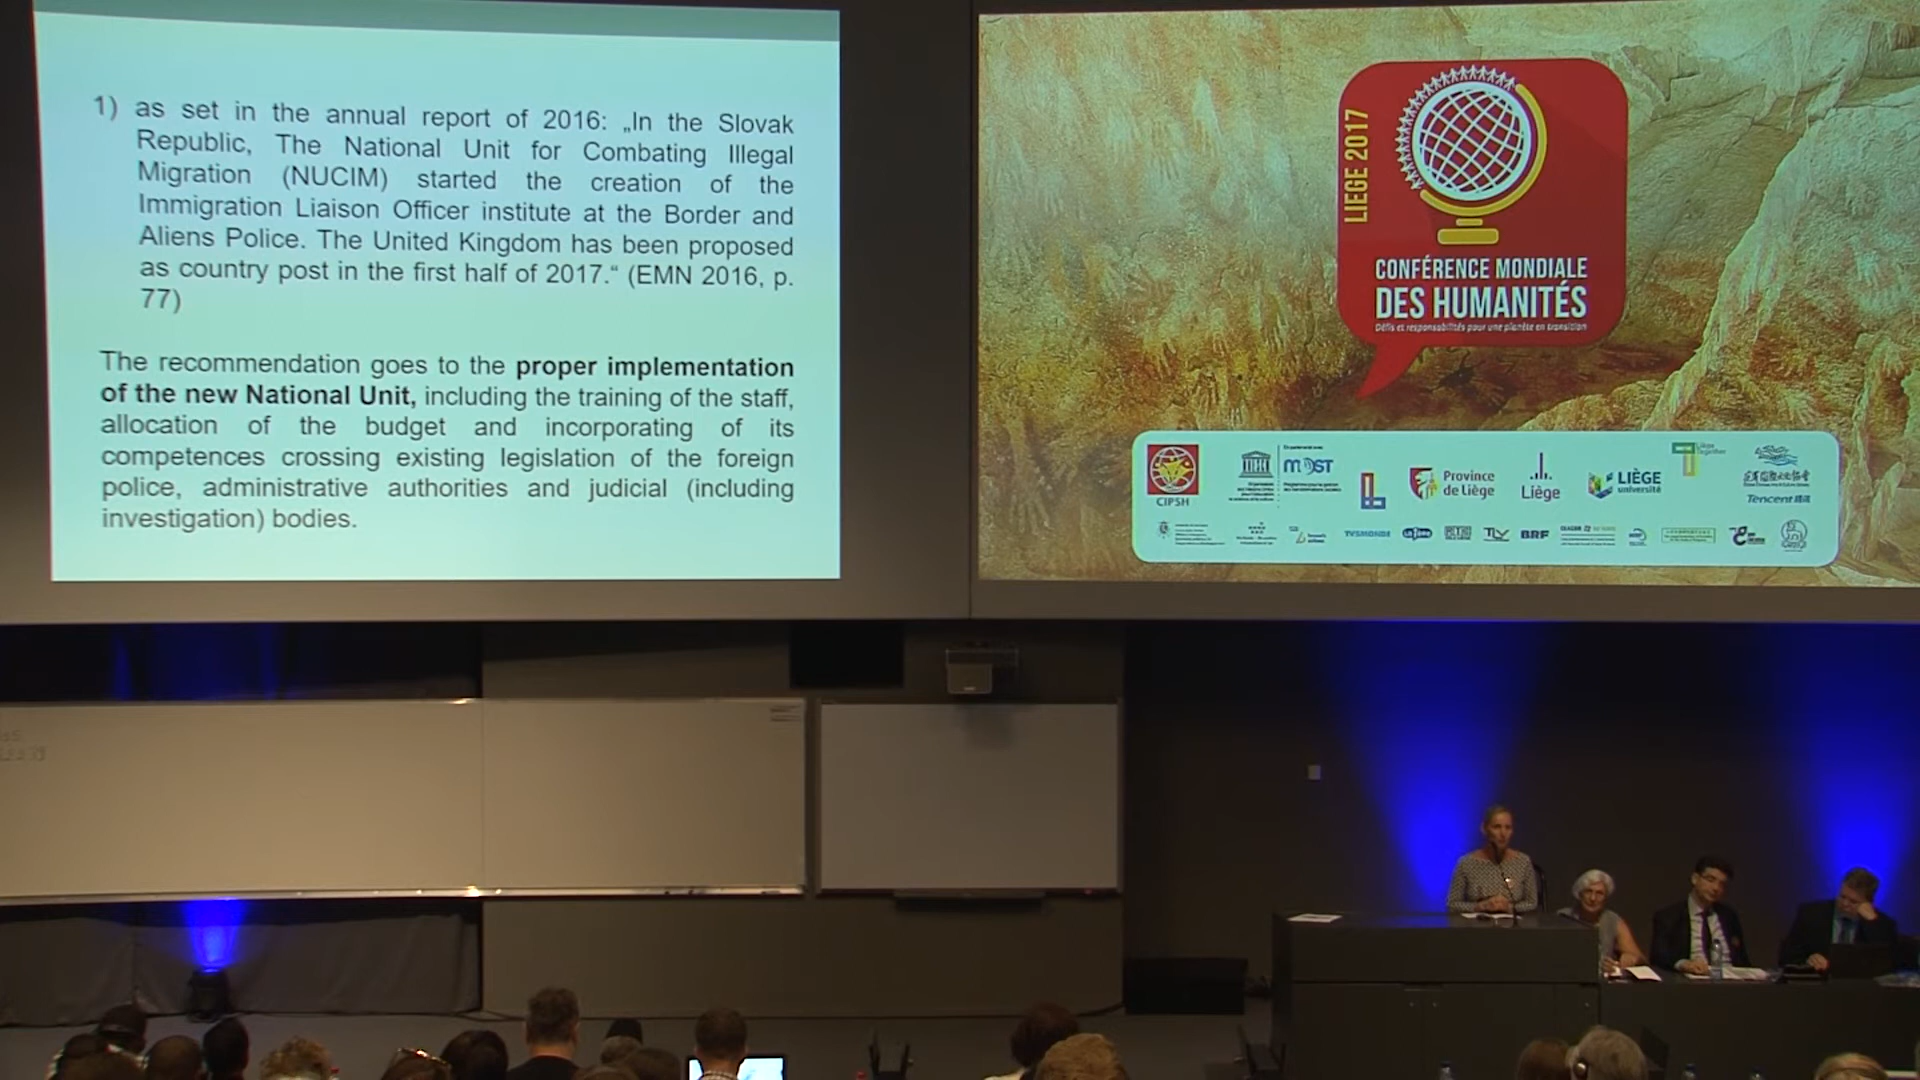 1) as set in the annual report of 2016: „In the Slovak
Republic, The National Unit for Combating Illegal
Migration (NUCIM) started the creation of the
Immigration Liaison Officer institute at the Border and
Aliens Police. The United Kingdom has been proposed
as country post in the first half of 2017.“ (EMN 2016, p.
77)
The recommendation goes to the proper implementation
of the new National Unit, including the training of the staff,
allocation of the budget and incorporating of its
competences crossing existing legislation of the foreign
police, administrative authorities and judicial (including
investigation) bodies.
LIEGE 2017
CONFÉRENCE MONDIALE
DES HUMANITÉS
Défis et responsabilités pour une planète en transition
CIPSH
UNESCO
MOST
Province
de Liège
Liège
LIÈGE
université
Liège
Together
Tencent
TV5MONDE
BRF